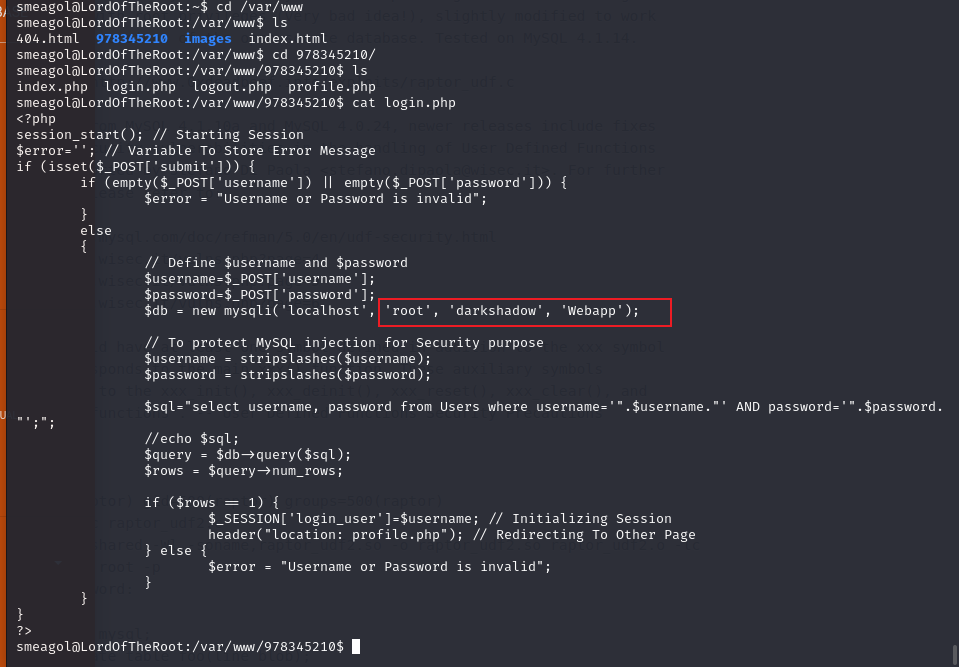 smeagol@LordOfTheRoot:~$ cd /var/www
smeagol@LordOfTheRoot:/var/www$ ls
404.html  978345210  images  index.html
smeagol@LordOfTheRoot:/var/www$ cd 978345210/
smeagol@LordOfTheRoot:/var/www/978345210$ ls
index.php  login.php  logout.php  profile.php
smeagol@LordOfTheRoot:/var/www/978345210$ cat login.php
<?php
session_start(); // Starting Session
$error=''; // Variable To Store Error Message
if (isset($_POST['submit'])) {
        if (empty($_POST['username']) || empty($_POST['password'])) {
                $error = "Username or Password is invalid";
        }
        else
        {
                // Define $username and $password
                $username=$_POST['username'];
                $password=$_POST['password'];
                $db = new mysqli('localhost', 'root', 'darkshadow', 'Webapp');
                // To protect MySQL injection for Security purpose
                $username = stripslashes($username);
                $password = stripslashes($password);
                $sql="select username, password from Users where username='".$username."' AND password='".$password.
"';";
                //echo $sql;
                $query = $db->query($sql);
                $rows = $query->num_rows;
                if ($rows == 1) {
                        $_SESSION['login_user']=$username; // Initializing Session
                        header("location: profile.php"); // Redirecting To Other Page
                } else {
                        $error = "Username or Password is invalid";
                }
        }
}
?>
smeagol@LordOfTheRoot:/var/www/978345210$